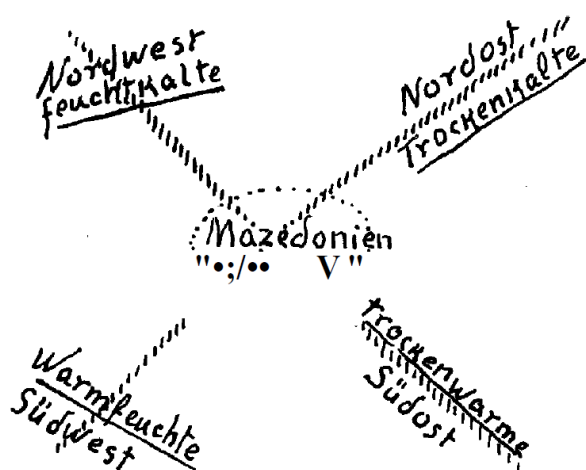 Nordwest
feuchtkalte
Nordost
Trockenkalte
Mazedonien
"•;/•• V "
trockenwarme
Südost
Warmfeuchte
Südwest